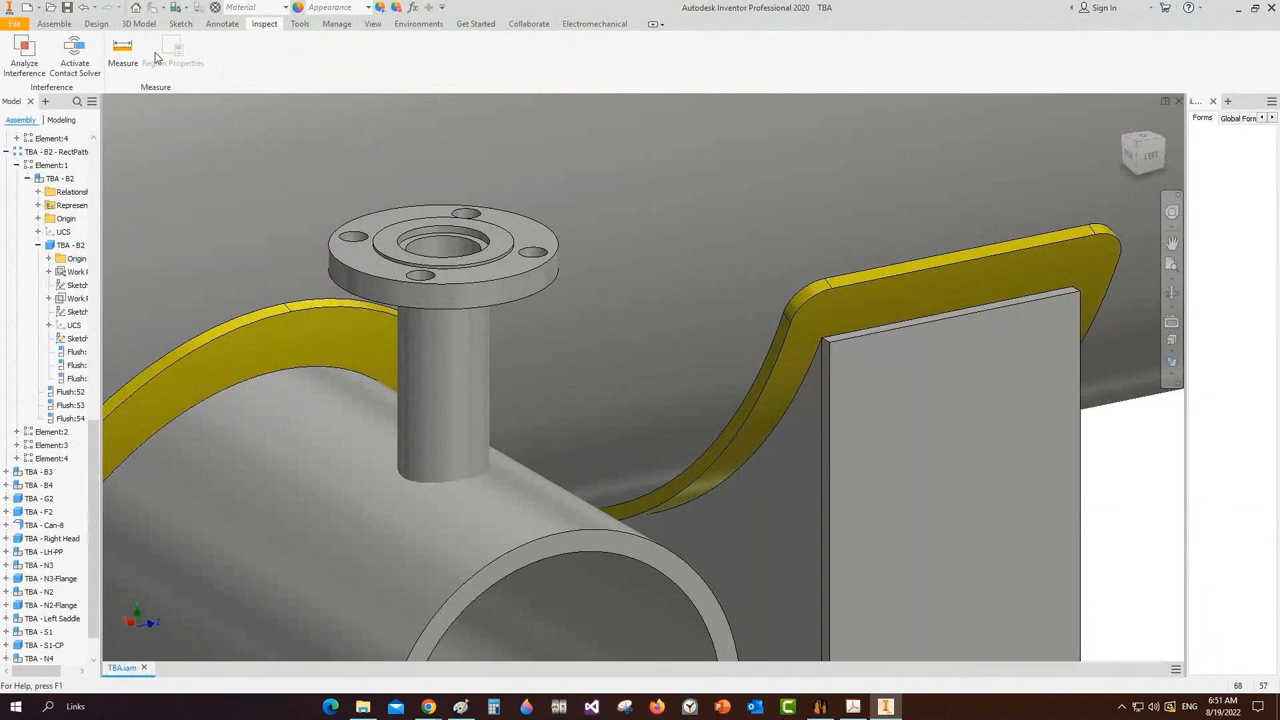 Material
Appearance
Autodesk Inventor Professional 2020
TBA
Sign In
File
Assemble
Design
3D Model
Sketch
Annotate
Inspect
Tools
Manage
View
Environments
Get Started
Collaborate
Electromechanical
Analyze
Interference
Activate
Contact Solver
Measure
Region Properties
Interference
Measure
Model
Assembly
Modeling
Element:4
TBA - B2 - RectPatt
Element:1
TBA - B2
Relationsh
Represen
Origin
UCS
TBA - B2
Origin
Work P
Sketch
Work P
Sketch
UCS
Sketch
Flush:
Flush:
Flush:
Flush:52
Flush:53
Flush:54
Element:2
Element:3
Element:4
TBA - B3
TBA - B4
TBA - G2
TBA - F2
TBA - Can-8
TBA - Right Head
TBA - LH-PP
TBA - N3
TBA - N3-Flange
TBA - N2
TBA - N2-Flange
TBA - Left Saddle
TBA - S1
TBA - S1-CP
TBA - N4
LEFT
Forms
Global Forr
Z
TBA.iam
For Help, press F1
68
57
Links
6:51 AM
8/19/2022